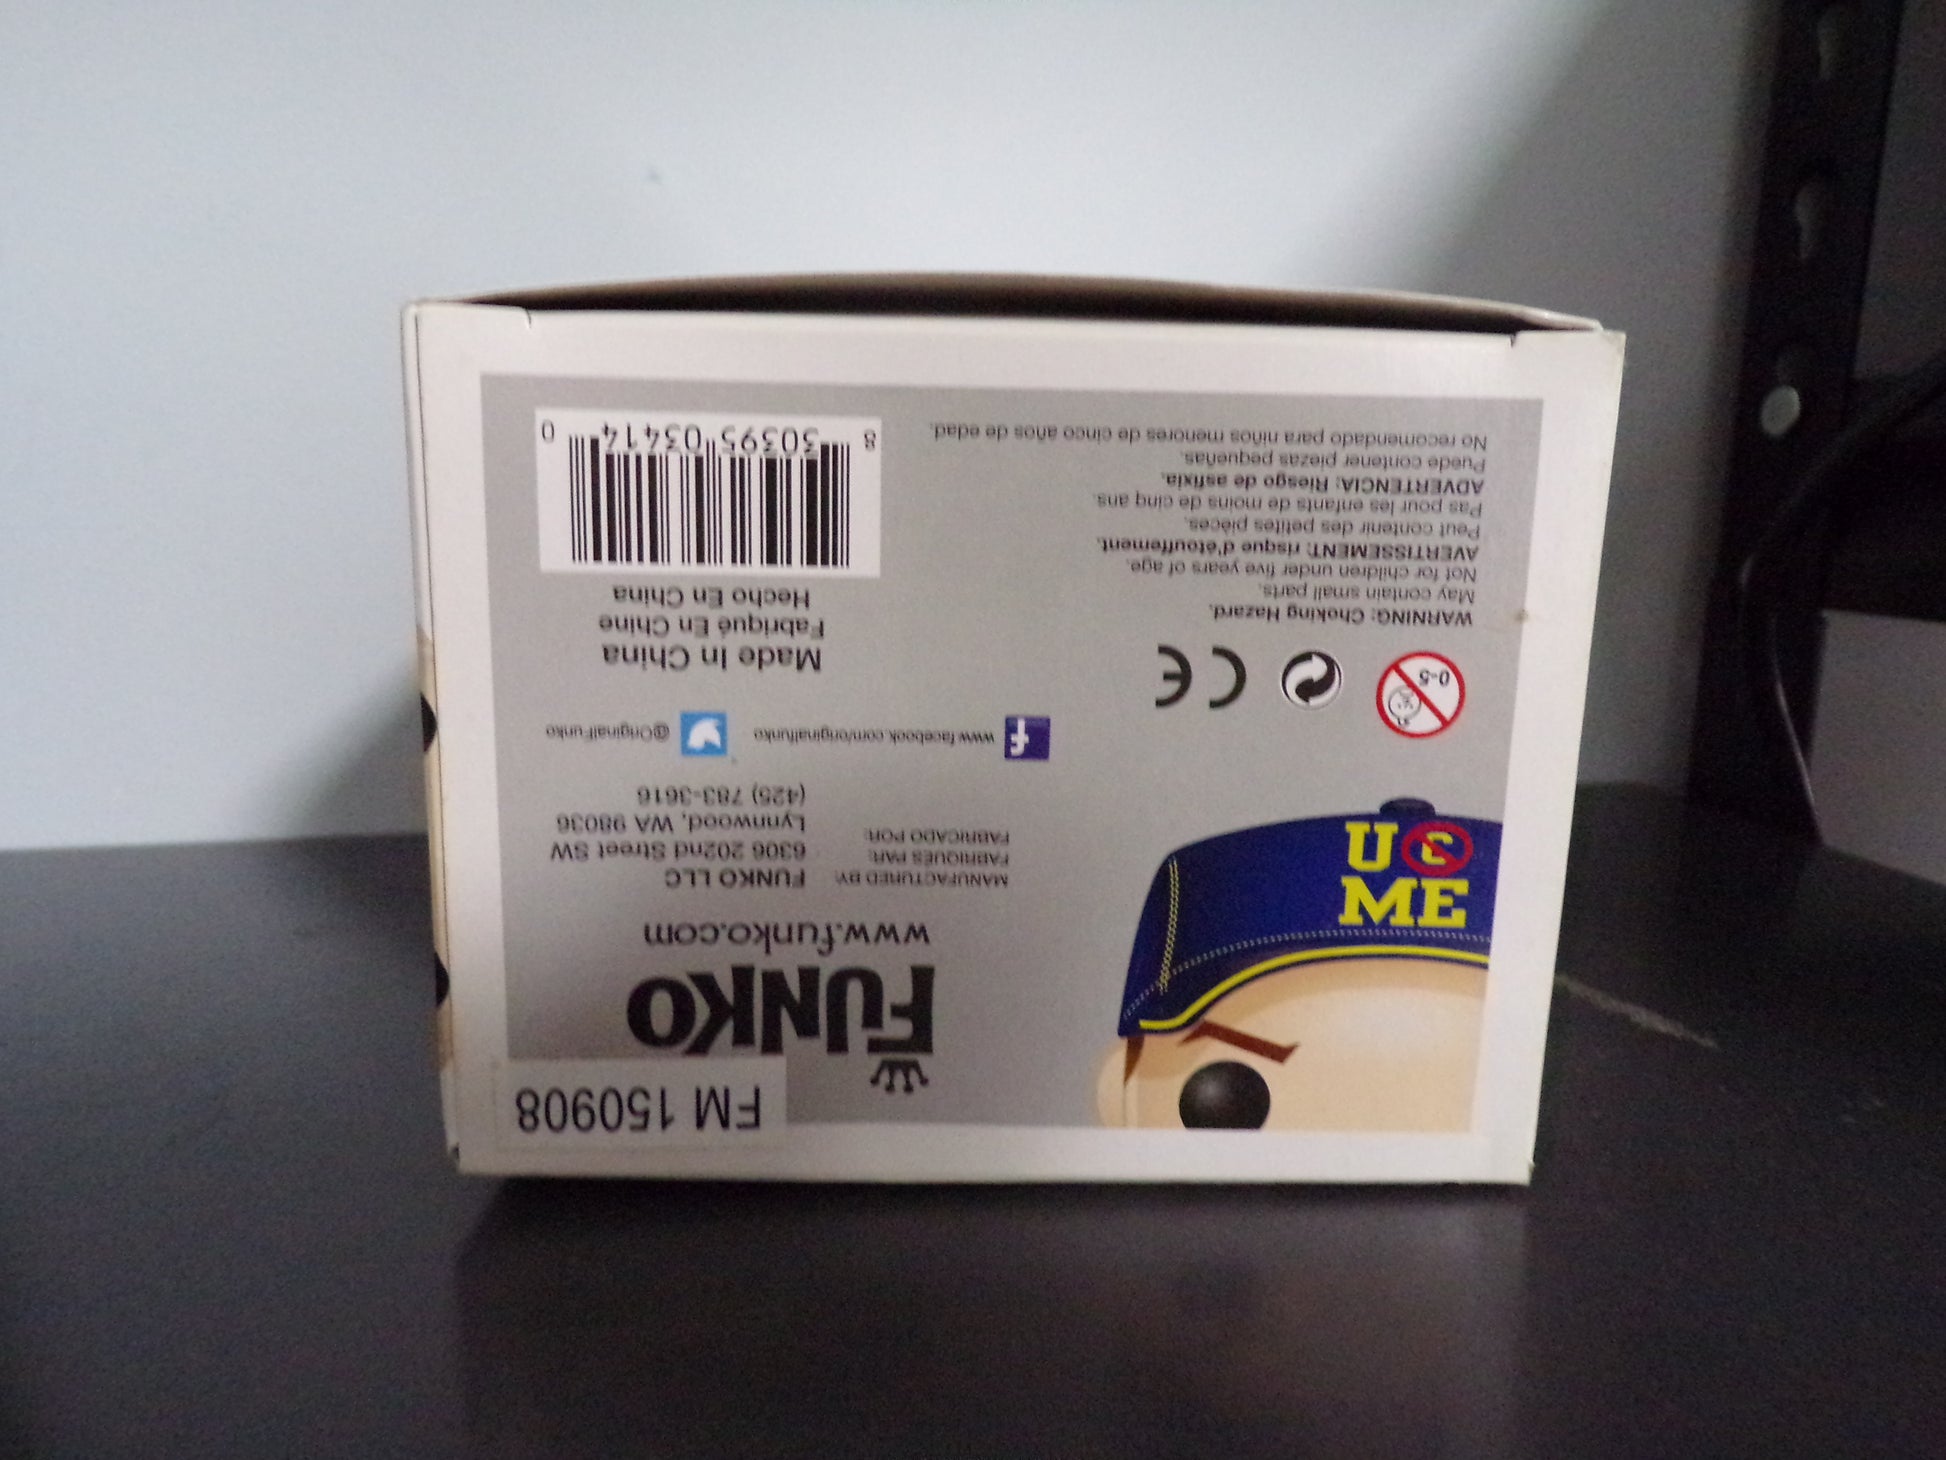 FM 150908
FUNKO
www.funko.com
MANUFACTURED BY:
FABRIQUÉS PAR:
FABRICADO POR:
FUNKO LLC
6306 202nd Street SW
Lynnwood, WA 98036
(425) 783-3616
www.facebook.com/originalfunko
@OriginalFunko
Made In China
Fabriqué En Chine
Hecho En China
8 30395 03414 0
U C
ME
0-5
CE
WARNING: Choking Hazard.
May contain small parts.
Not for children under five years of age.
AVERTISSEMENT: risque d'étouffement.
Peut contenir des petites pièces.
Pas pour les enfants de moins de cinq ans.
ADVERTENCIA: Riesgo de asfixia.
Puede contener piezas pequeñas.
No recomendado para niños menores de cinco años de edad.